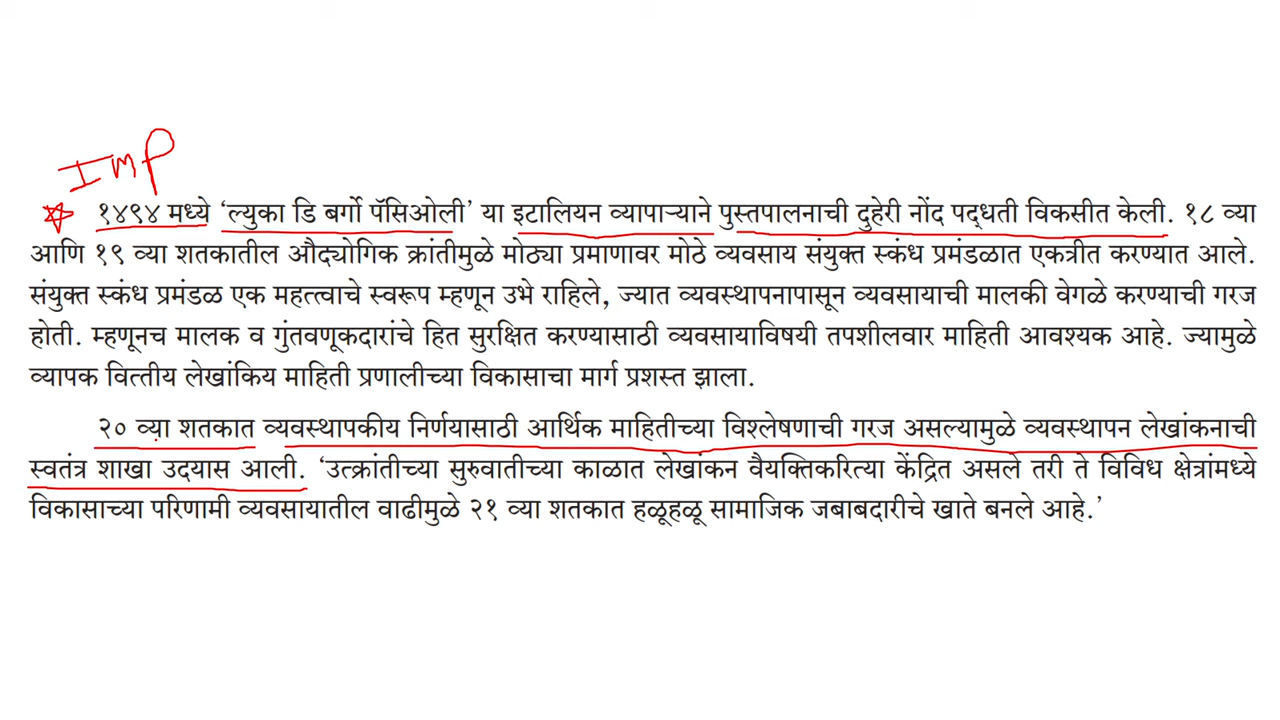 IMP
१४९४ मध्ये ‘ल्युका डि बर्गो पॅसिओली’ या इटालियन व्यापाऱ्याने पुस्तपालनाची दुहेरी नोंद पद्धती विकसीत केली. १८ व्या
आणि १९ व्या शतकातील औद्योगिक क्रांतीमुळे मोठ्या प्रमाणावर मोठे व्यवसाय संयुक्त स्कंध प्रमंडळात एकत्रीत करण्यात आले.
संयुक्त स्कंध प्रमंडळ एक महत्त्वाचे स्वरूप म्हणून उभे राहिले, ज्यात व्यवस्थापनापासून व्यवसायाची मालकी वेगळे करण्याची गरज
होती. म्हणूनच मालक व गुंतवणूकदारांचे हित सुरक्षित करण्यासाठी व्यवसायाविषयी तपशीलवार माहिती आवश्यक आहे. ज्यामुळे
व्यापक वित्तीय लेखांकिय माहिती प्रणालीच्या विकासाचा मार्ग प्रशस्त झाला.
२० व्या शतकात व्यवस्थापकीय निर्णयासाठी आर्थिक माहितीच्या विश्लेषणाची गरज असल्यामुळे व्यवस्थापन लेखांकनाची
स्वतंत्र शाखा उदयास आली. ‘उत्क्रांतीच्या सुरुवातीच्या काळात लेखांकन वैयक्तिकरित्या केंद्रित असले तरी ते विविध क्षेत्रांमध्ये
विकासाच्या परिणामी व्यवसायातील वाढीमुळे २१ व्या शतकात हळूहळू सामाजिक जबाबदारीचे खाते बनले आहे.’